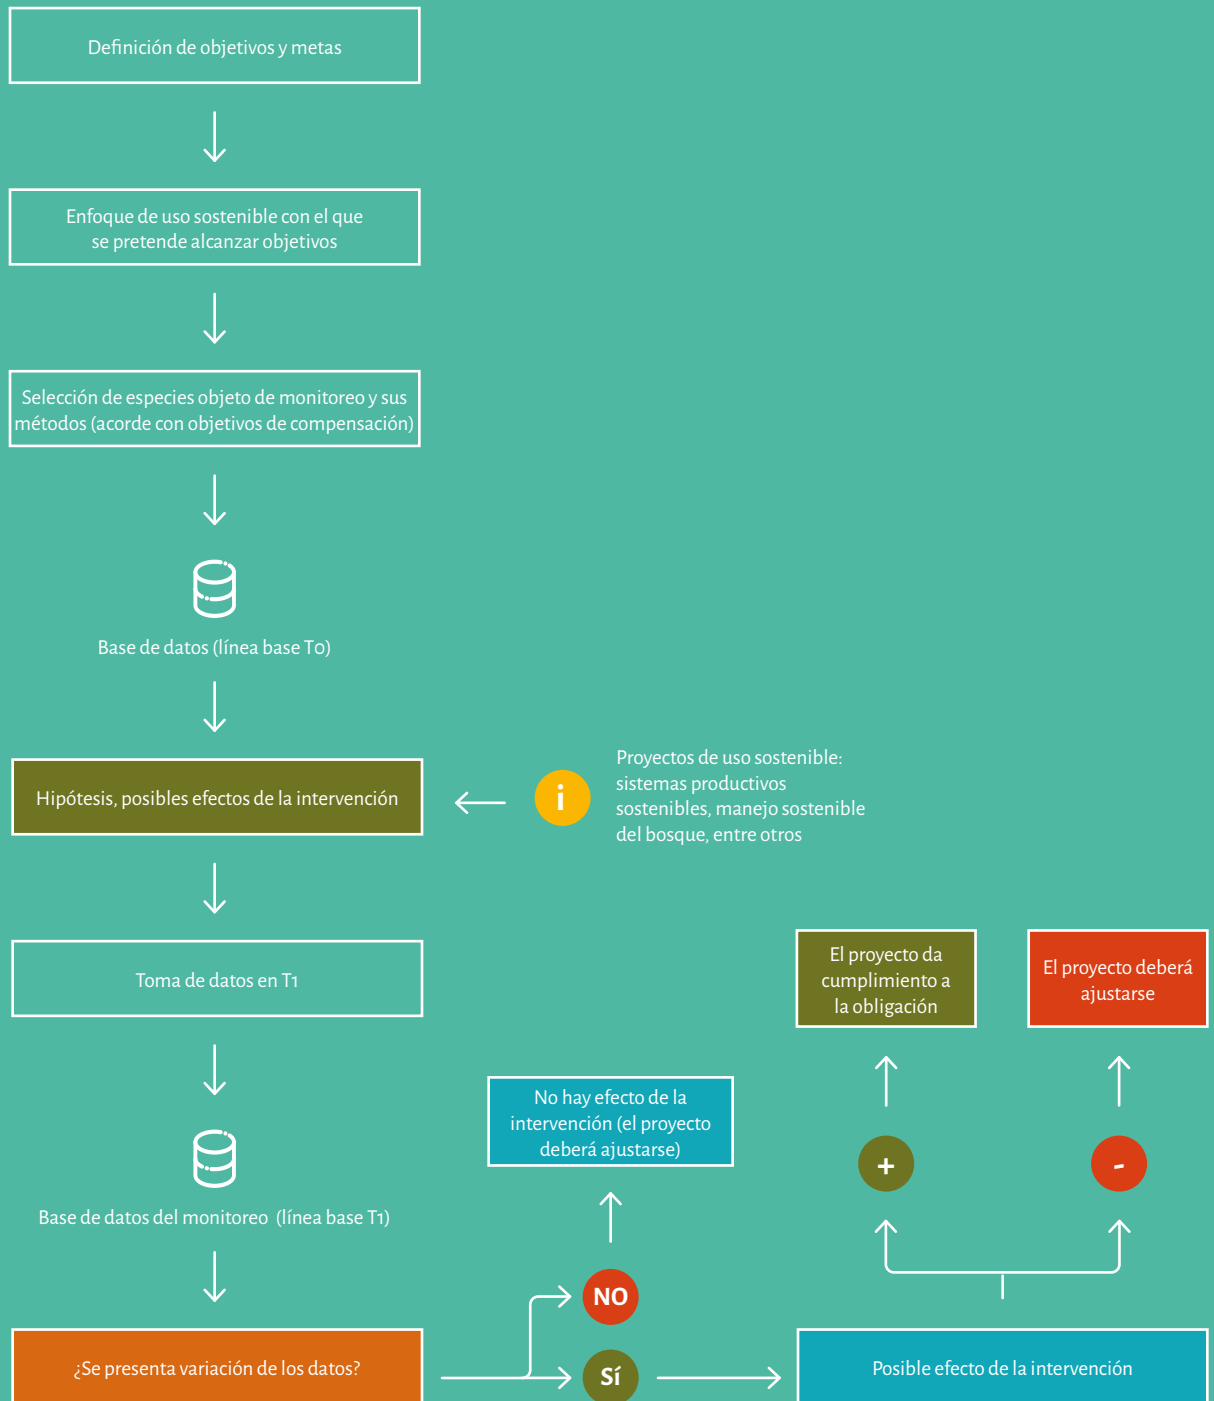 Definición de objetivos y metas
Enfoque de uso sostenible con el que
se pretende alcanzar objetivos
Selección de especies objeto de monitoreo y sus
métodos (acorde con objetivos de compensación)
Base de datos (línea base T0)
Hipótesis, posibles efectos de la intervención
i
Proyectos de uso sostenible:
sistemas productivos
sostenibles, manejo sostenible
del bosque, entre otros
Toma de datos en T1
El proyecto da
cumplimiento a
la obligación
El proyecto deberá
ajustarse
No hay efecto de la
intervención (el proyecto
deberá ajustarse)
+
-
Base de datos del monitoreo (línea base T1)
NO
¿Se presenta variación de los datos?
Sí
Posible efecto de la intervención